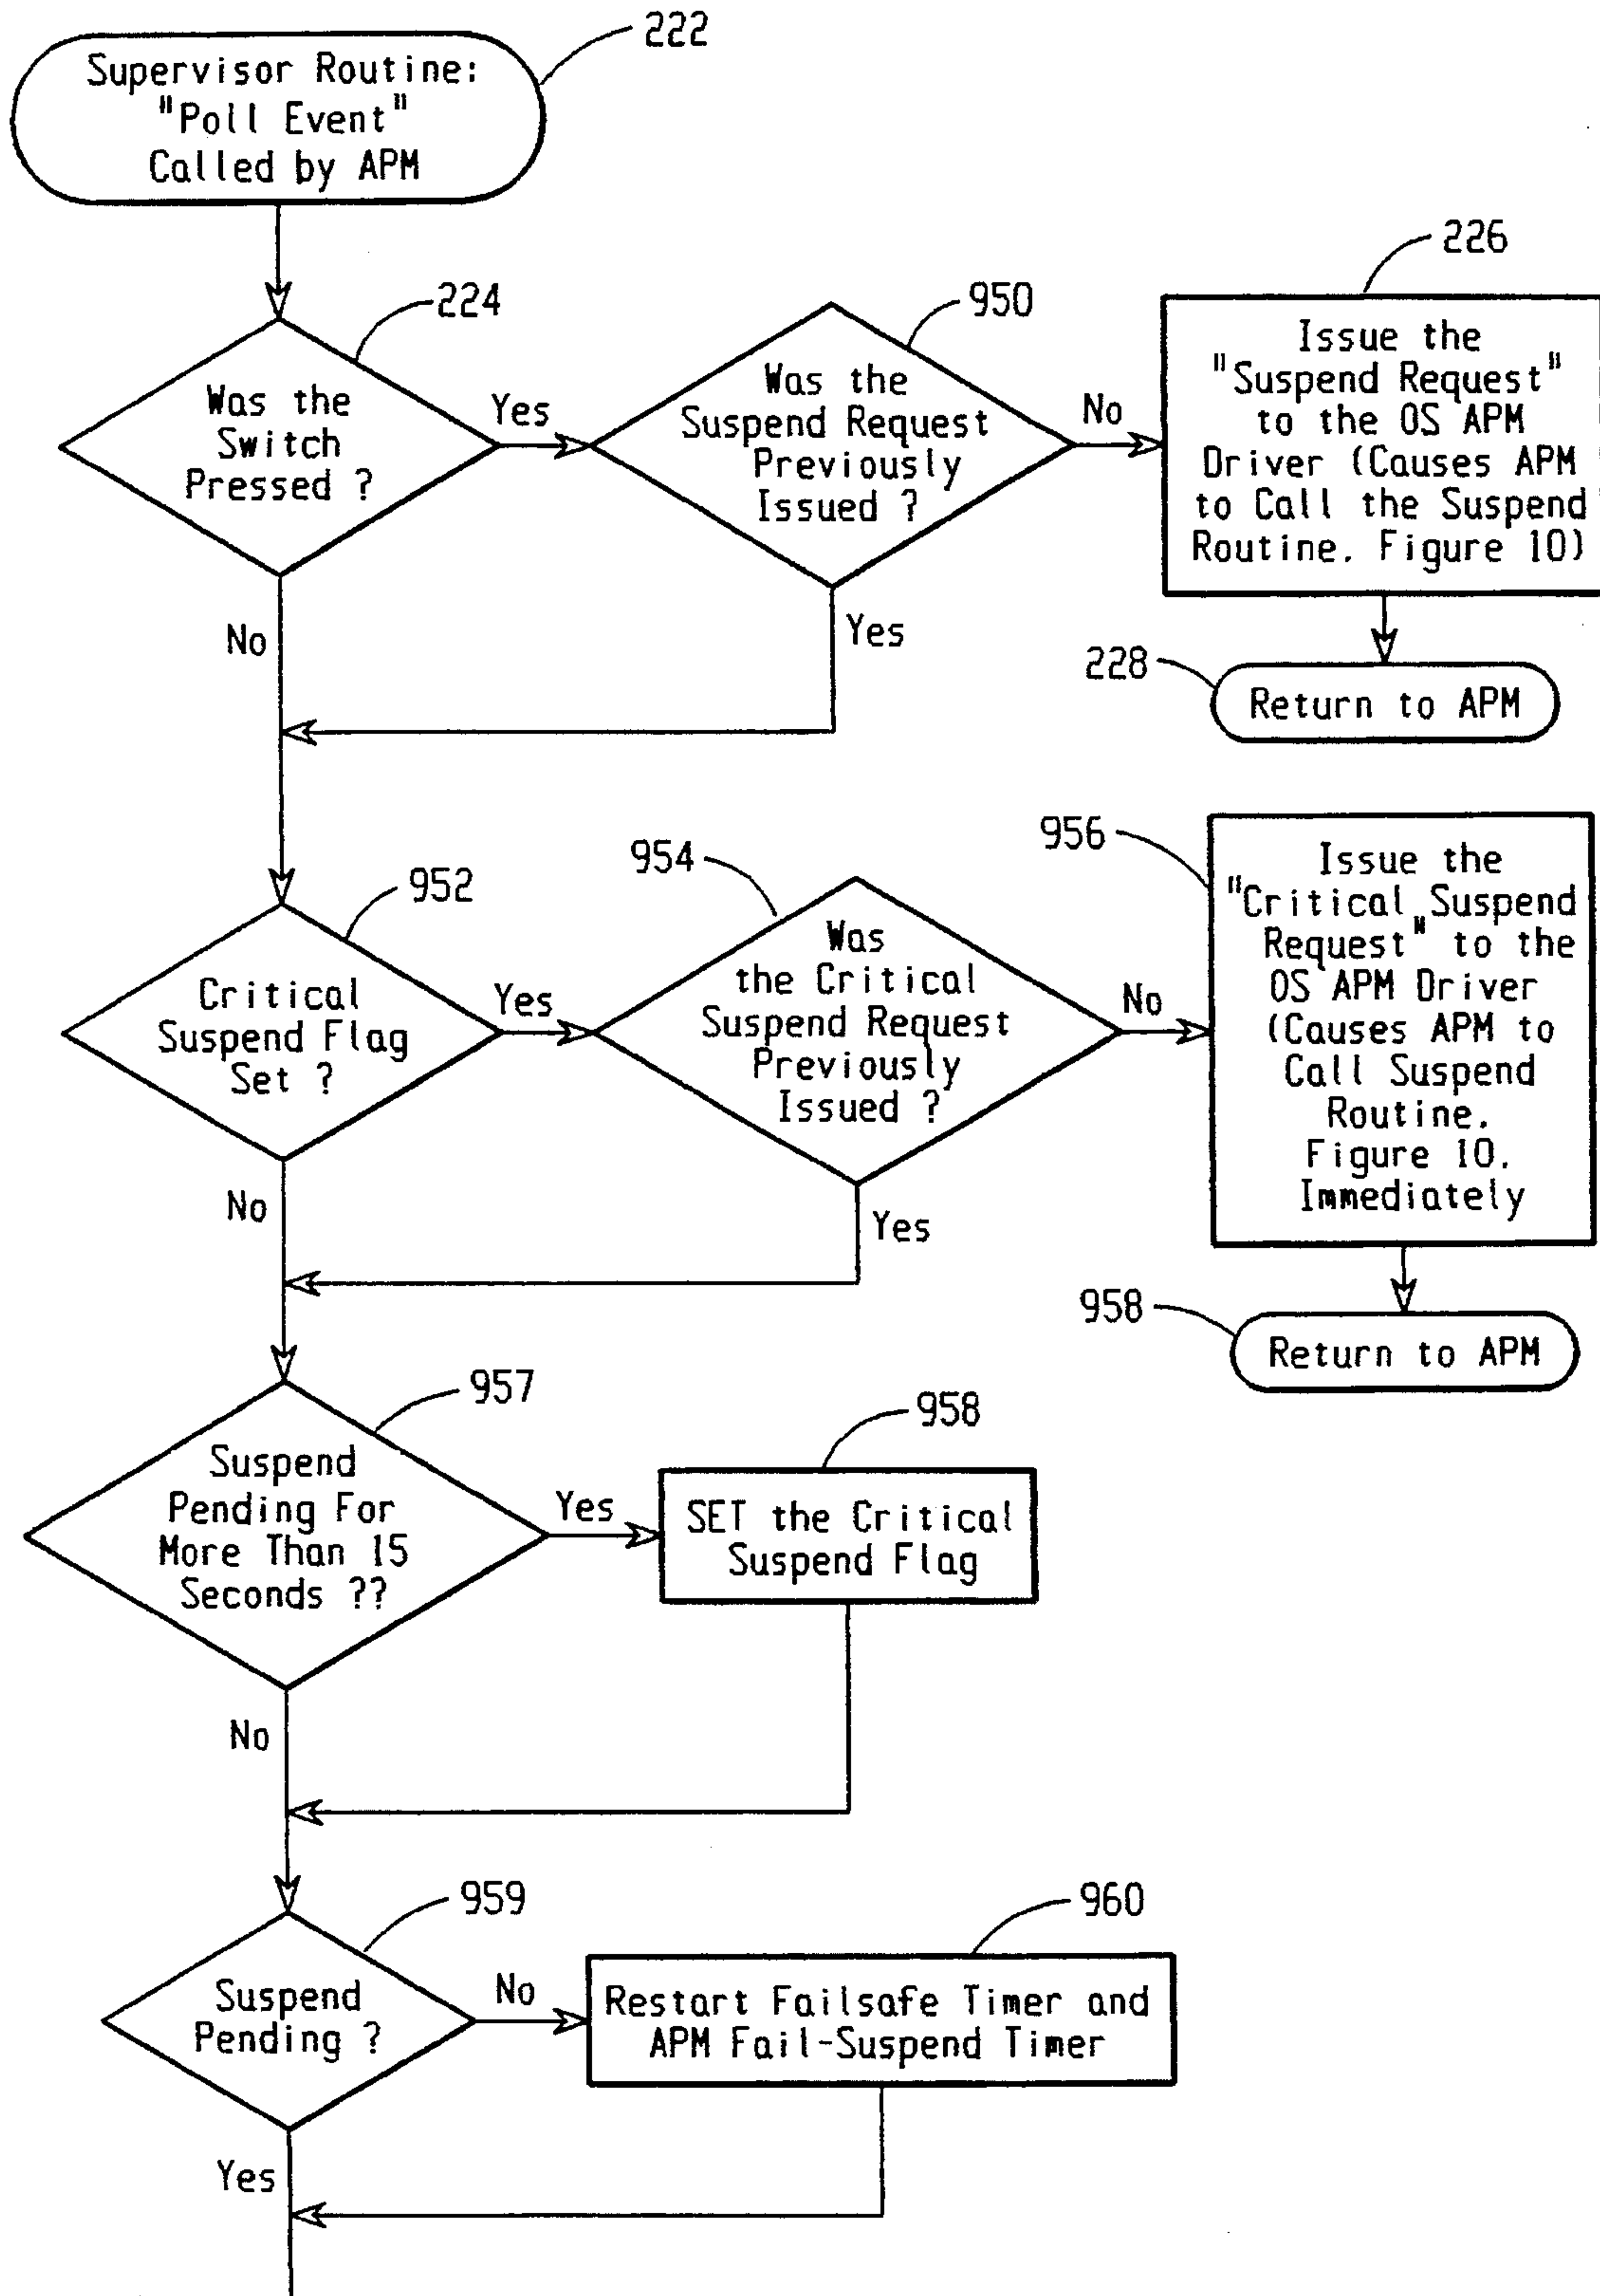 222
Supervisor Routine:
"Poll Event"
Called by APM
224
Was the
Switch
Pressed ?
Yes
No
950
Was the
Suspend Request
Previously
Issued ?
No
Yes
226
Issue the
"Suspend Request"
to the OS APM
Driver (Causes APM
to Call the Suspend
Routine. Figure 10)
228
Return to APM
952
Critical
Suspend Flag
Set ?
Yes
No
954
Was
the Critical
Suspend Request
Previously
Issued ?
No
Yes
956
Issue the
"Critical Suspend
Request" to the
OS APM Driver
(Causes APM to
Call Suspend
Routine.
Figure 10.
Immediately
958
Return to APM
957
Suspend
Pending For
More Than 15
Seconds ??
Yes
No
958
SET the Critical
Suspend Flag
959
Suspend
Pending ?
No
Yes
960
Restart Failsafe Timer and
APM Fail-Suspend Timer